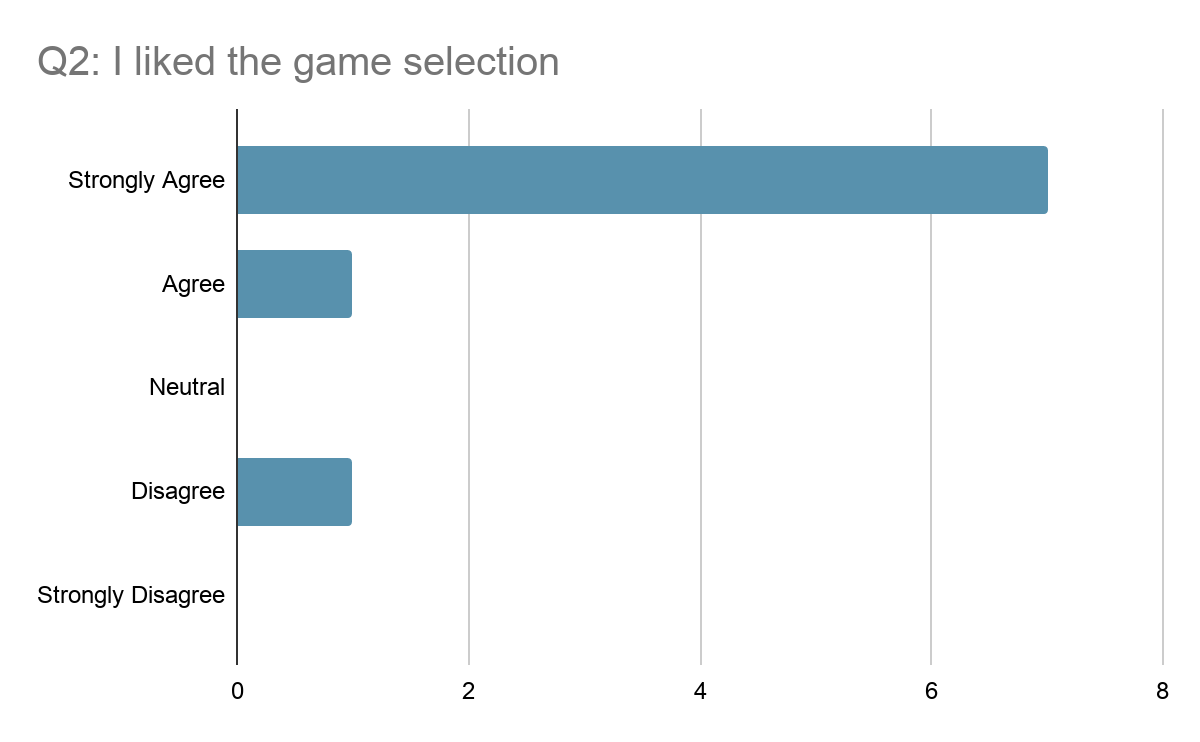 Q2: I liked the game selection
Strongly Agree
Agree
Neutral
Disagree
Strongly Disagree
0 2 4 6 8